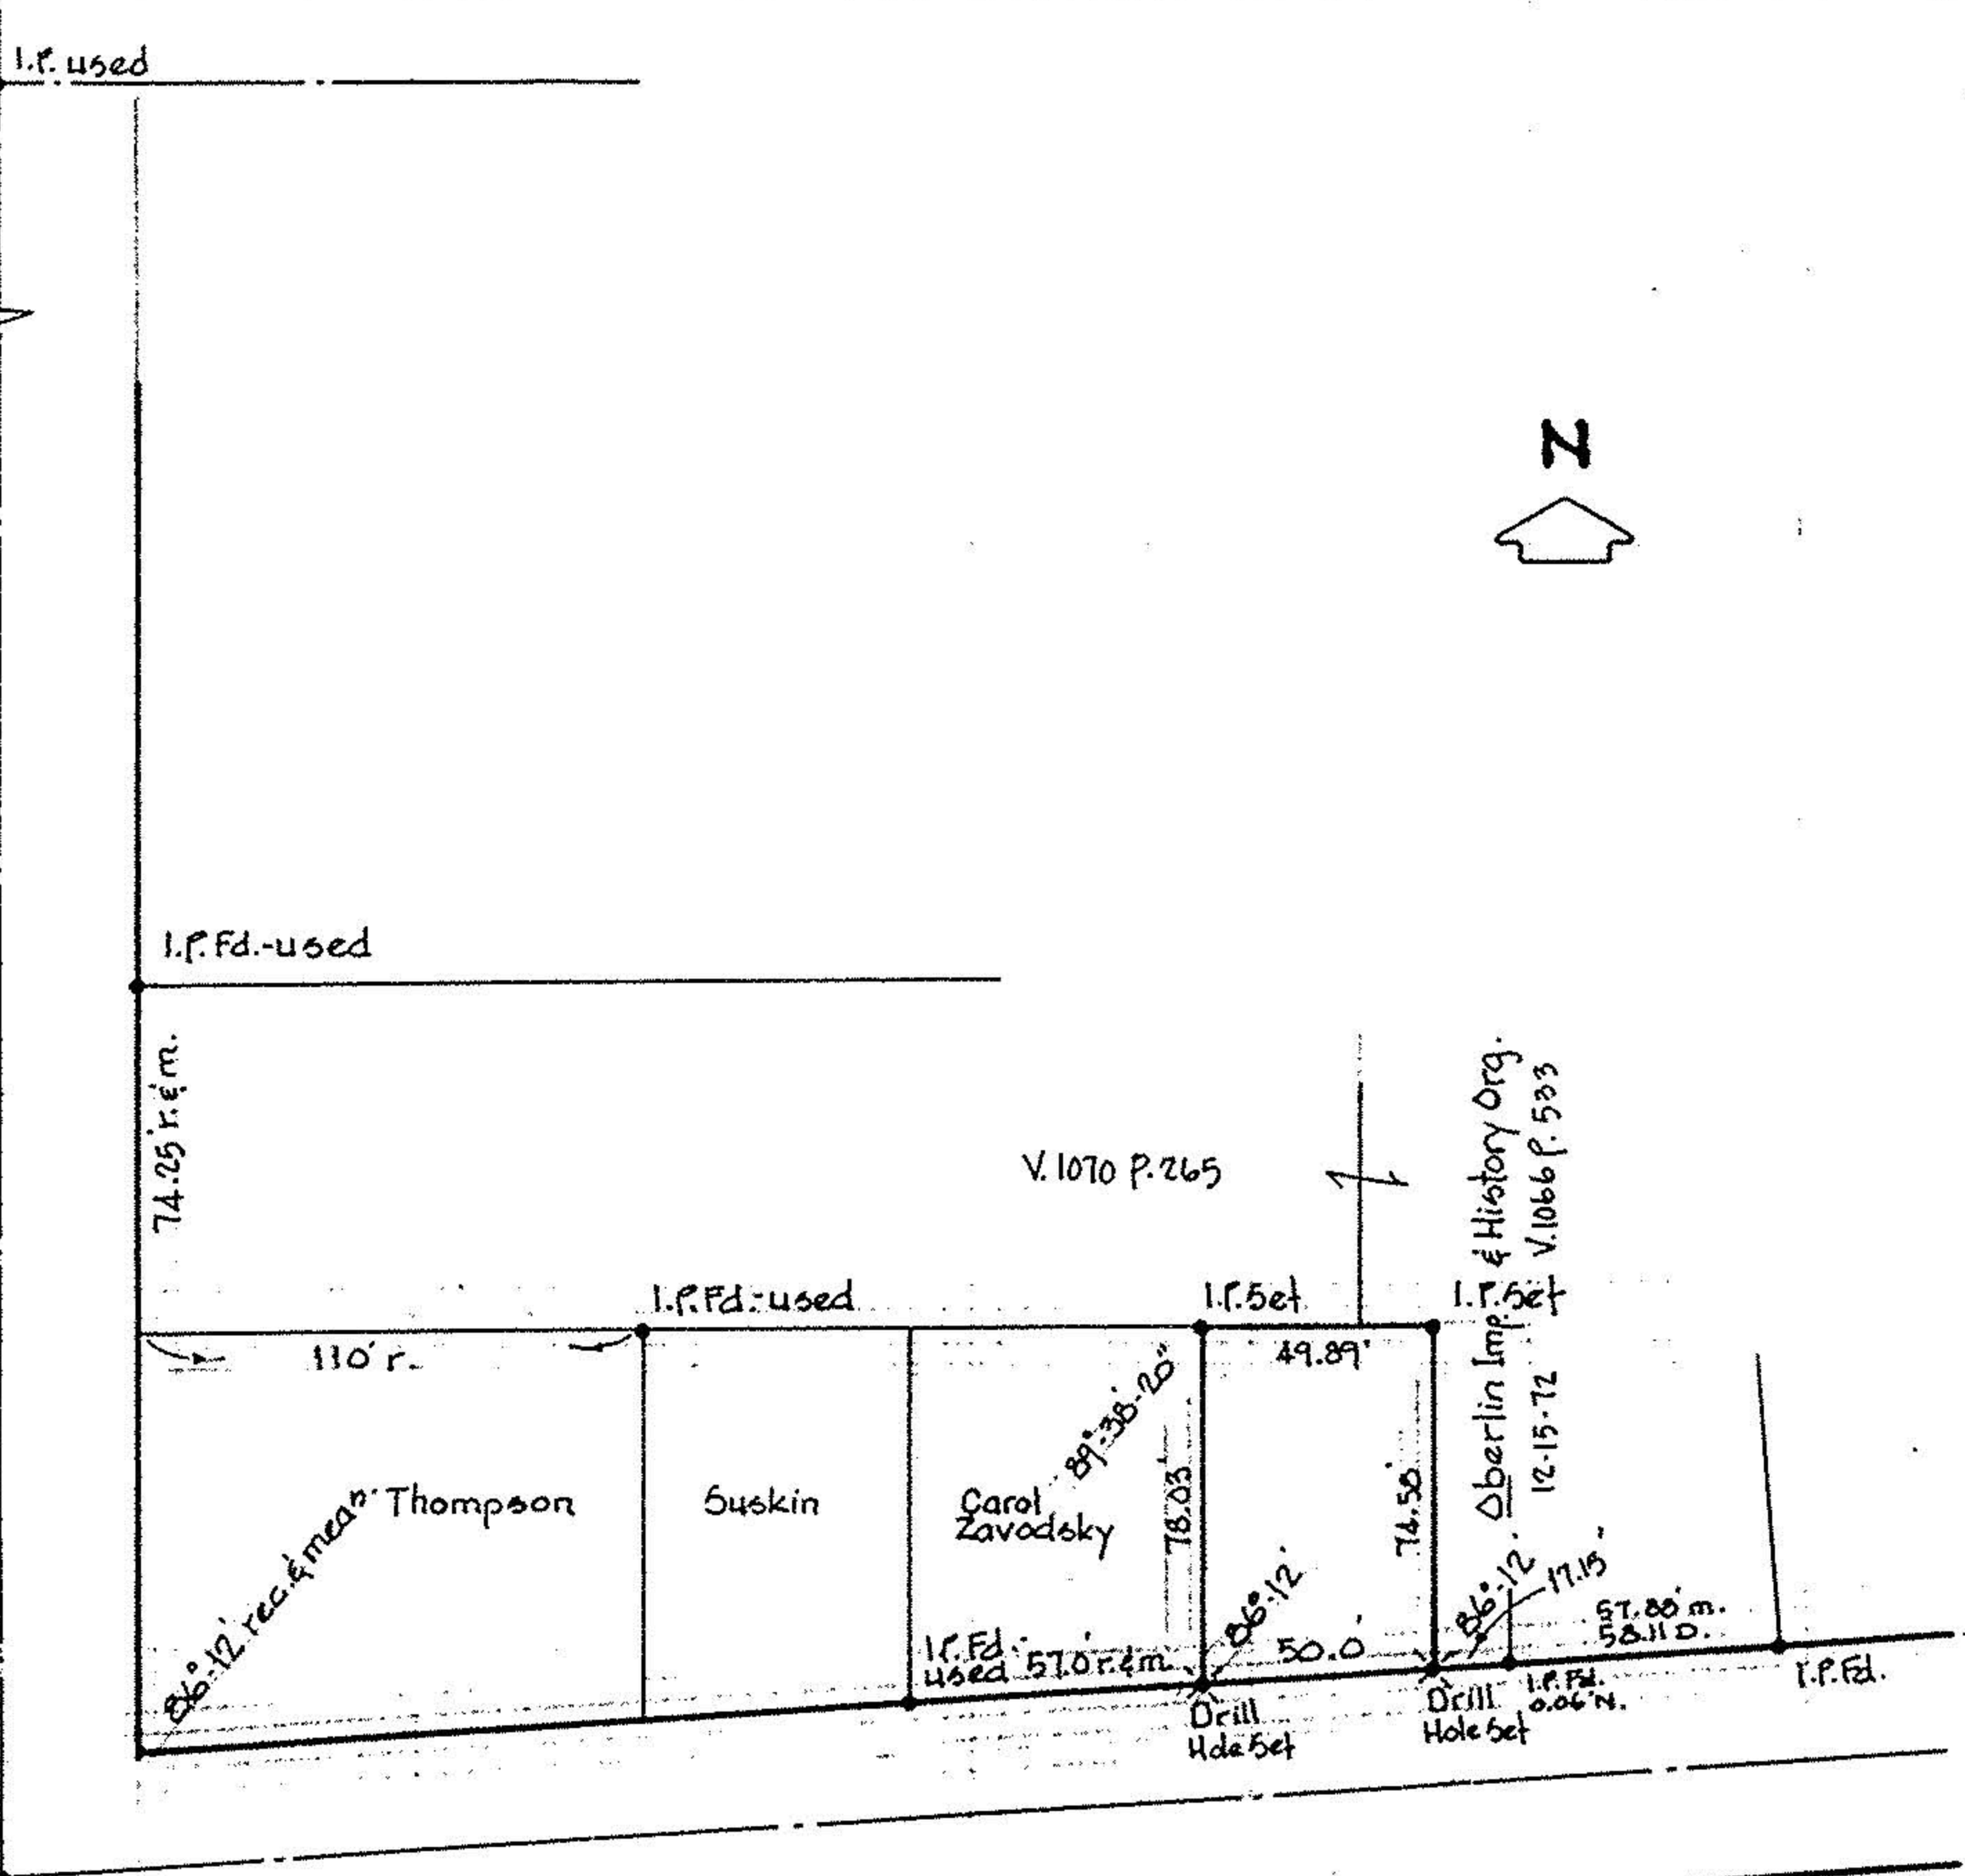 I.P. used
N
I.P. Fd.-used
74.25' r. & m.
V. 1070 P. 265
Oberlin Imp. & History Org.
12-15-72 V. 1066 P. 533
I.P. Fd.-used
I.P. Set
I.P. Set
110' r.
49.89'
89°-38'-20"
86°-12' rec. & mea'n
Thompson
Suskin
Carol
Zavodsky
78.03'
74.58'
86°-12'
86°-12'
17.15'
I.P. Fd.-
used 57.0' r. & m.
50.0'
57.88' m.
58.11 D.
Drill
Hole Set
Drill
Hole Set
I.P. Fd.
0.06' N.
I.P. Fd.